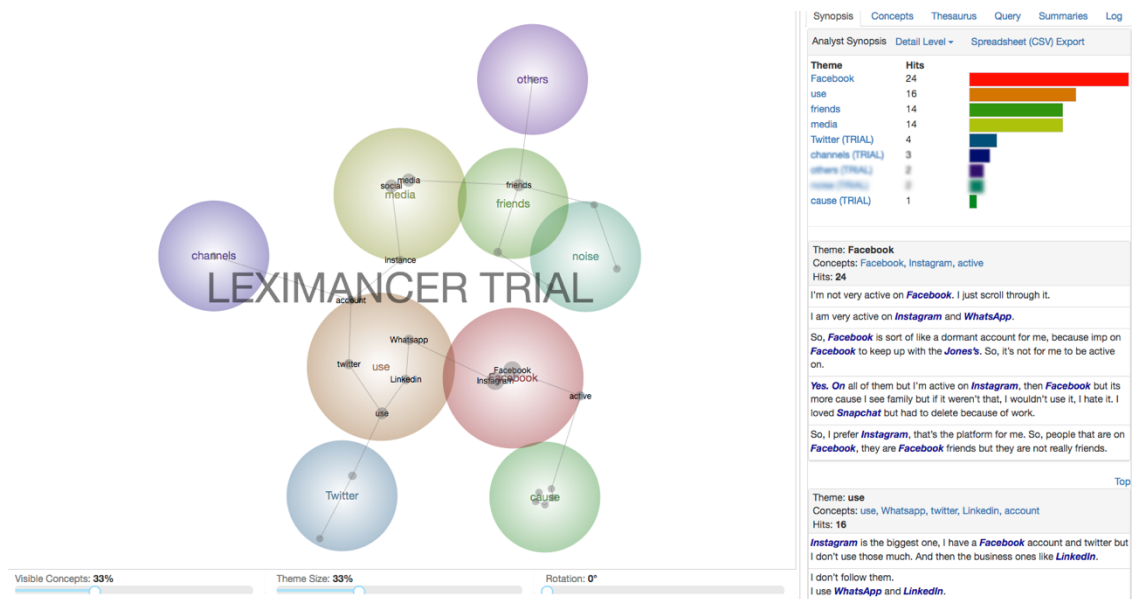 others
social
media
media
friends
friends
channels
noise
instance
LEXIMANCER TRIAL
account
Whatsapp
twitter
use
Linkedin
Facebook
Instagram
Facebook
active
use
Twitter
cause
Visible Concepts: 33%
Theme Size: 33%
Rotation: 0°
Synopsis Concepts Thesaurus Query Summaries Log
Analyst Synopsis Detail Level Spreadsheet (CSV) Export
Theme Hits
Facebook 24
use 16
friends 14
media 14
Twitter (TRIAL) 4
channels (TRIAL) 3
others (TRIAL) 2
noise (TRIAL) 2
cause (TRIAL) 1
Theme: Facebook
Concepts: Facebook, Instagram, active
Hits: 24
I'm not very active on Facebook. I just scroll through it.
I am very active on Instagram and WhatsApp.
So, Facebook is sort of like a dormant account for me, because imp on
Facebook to keep up with the Jones's. So, it's not for me to be active
on.
Yes. On all of them but I'm active on Instagram, then Facebook but its
more cause I see family but if it weren't that, I wouldn't use it, I hate it. I
loved Snapchat but had to delete because of work.
So, I prefer Instagram, that's the platform for me. So, people that are on
Facebook, they are Facebook friends but they are not really friends.
Top
Theme: use
Concepts: use, Whatsapp, twitter, Linkedin, account
Hits: 16
Instagram is the biggest one, I have a Facebook account and twitter but
I don't use those much. And then the business ones like LinkedIn.
I don't follow them.
I use WhatsApp and LinkedIn.